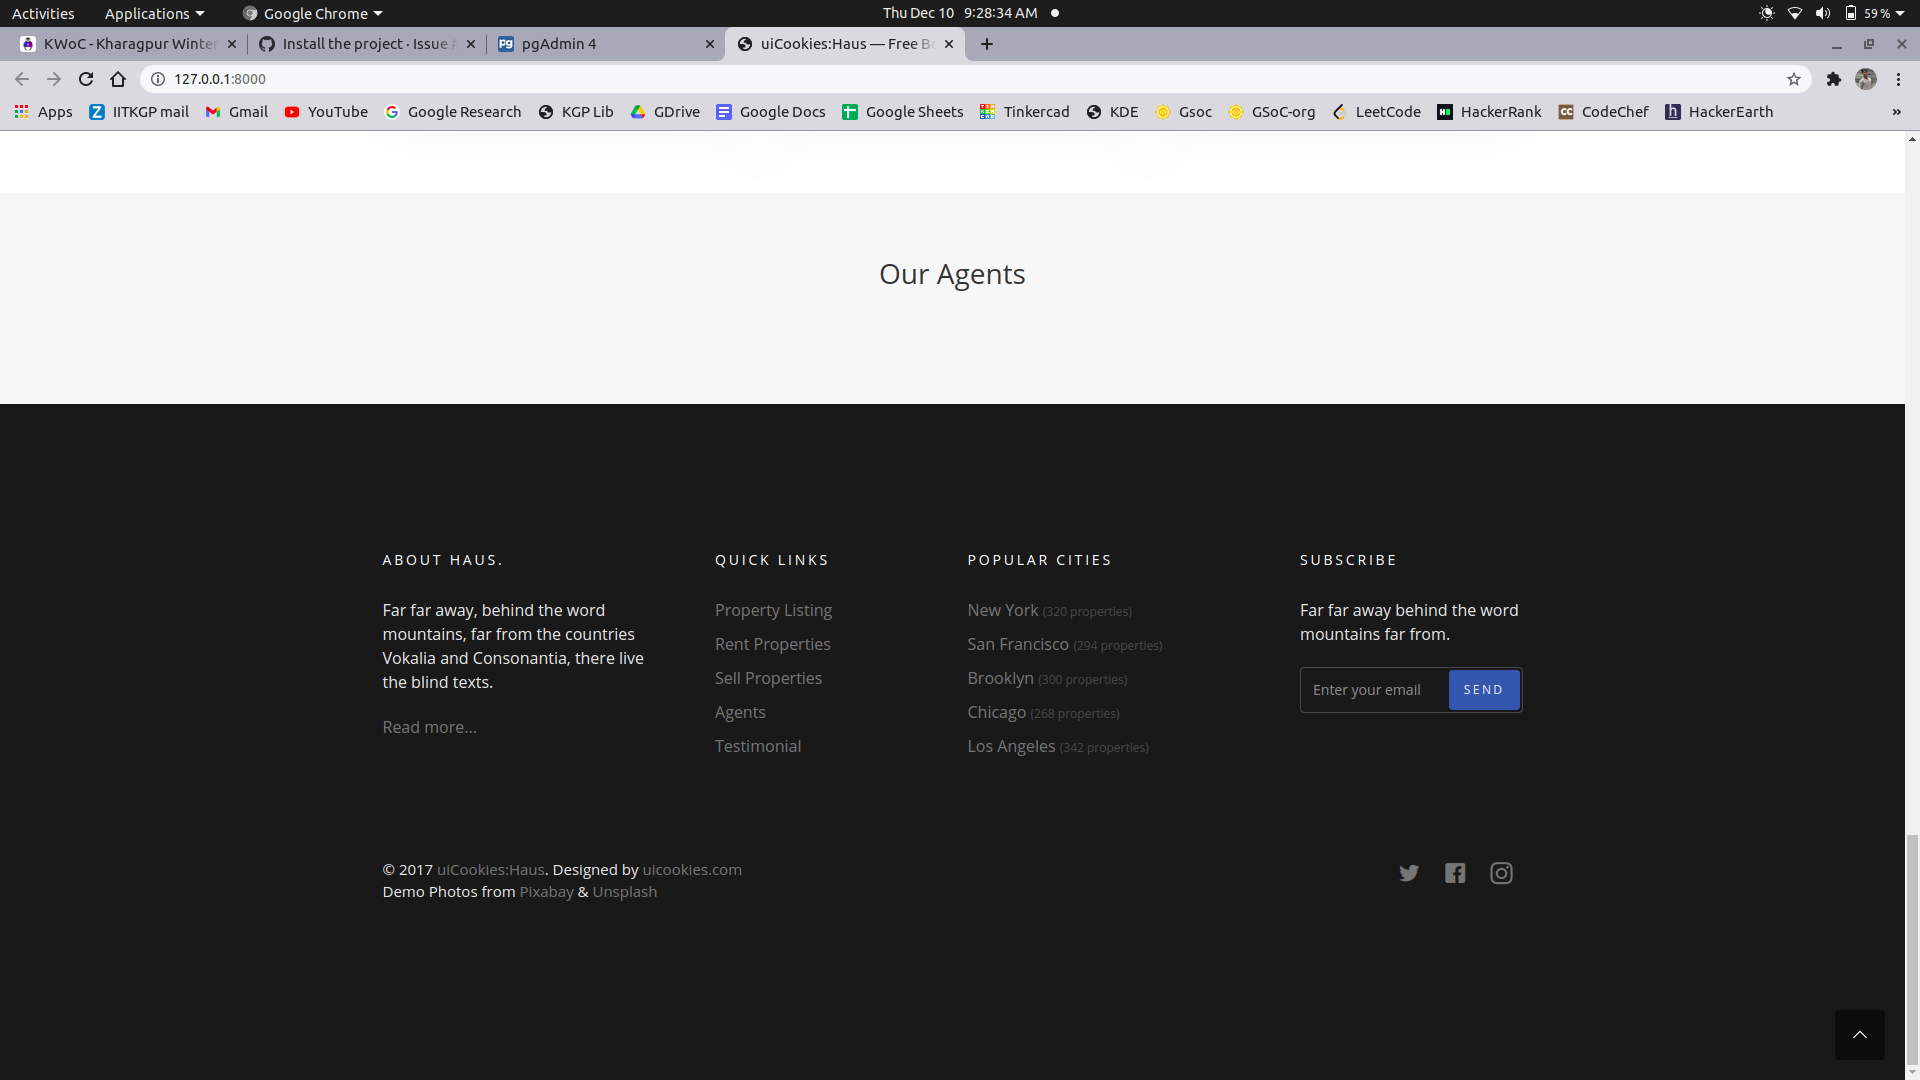 Activities Applications Google Chrome Thu Dec 10 9:28:34 AM 59 %
KWoC - Kharagpur Winter Install the project · Issue pgAdmin 4 uiCookies:Haus — Free
127.0.0.1:8000
Apps IITKGP mail Gmail YouTube Google Research KGP Lib GDrive Google Docs Google Sheets Tinkercad KDE Gsoc GSoC-org LeetCode HackerRank CodeChef HackerEarth »
Our Agents
ABOUT HAUS.
Far far away, behind the word
mountains, far from the countries
Vokalia and Consonantia, there live
the blind texts.
Read more...
QUICK LINKS
Property Listing
Rent Properties
Sell Properties
Agents
Testimonial
POPULAR CITIES
New York (320 properties)
San Francisco (294 properties)
Brooklyn (300 properties)
Chicago (268 properties)
Los Angeles (342 properties)
SUBSCRIBE
Far far away behind the word
mountains far from.
Enter your email SEND
© 2017 uiCookies:Haus. Designed by uicookies.com
Demo Photos from Pixabay & Unsplash